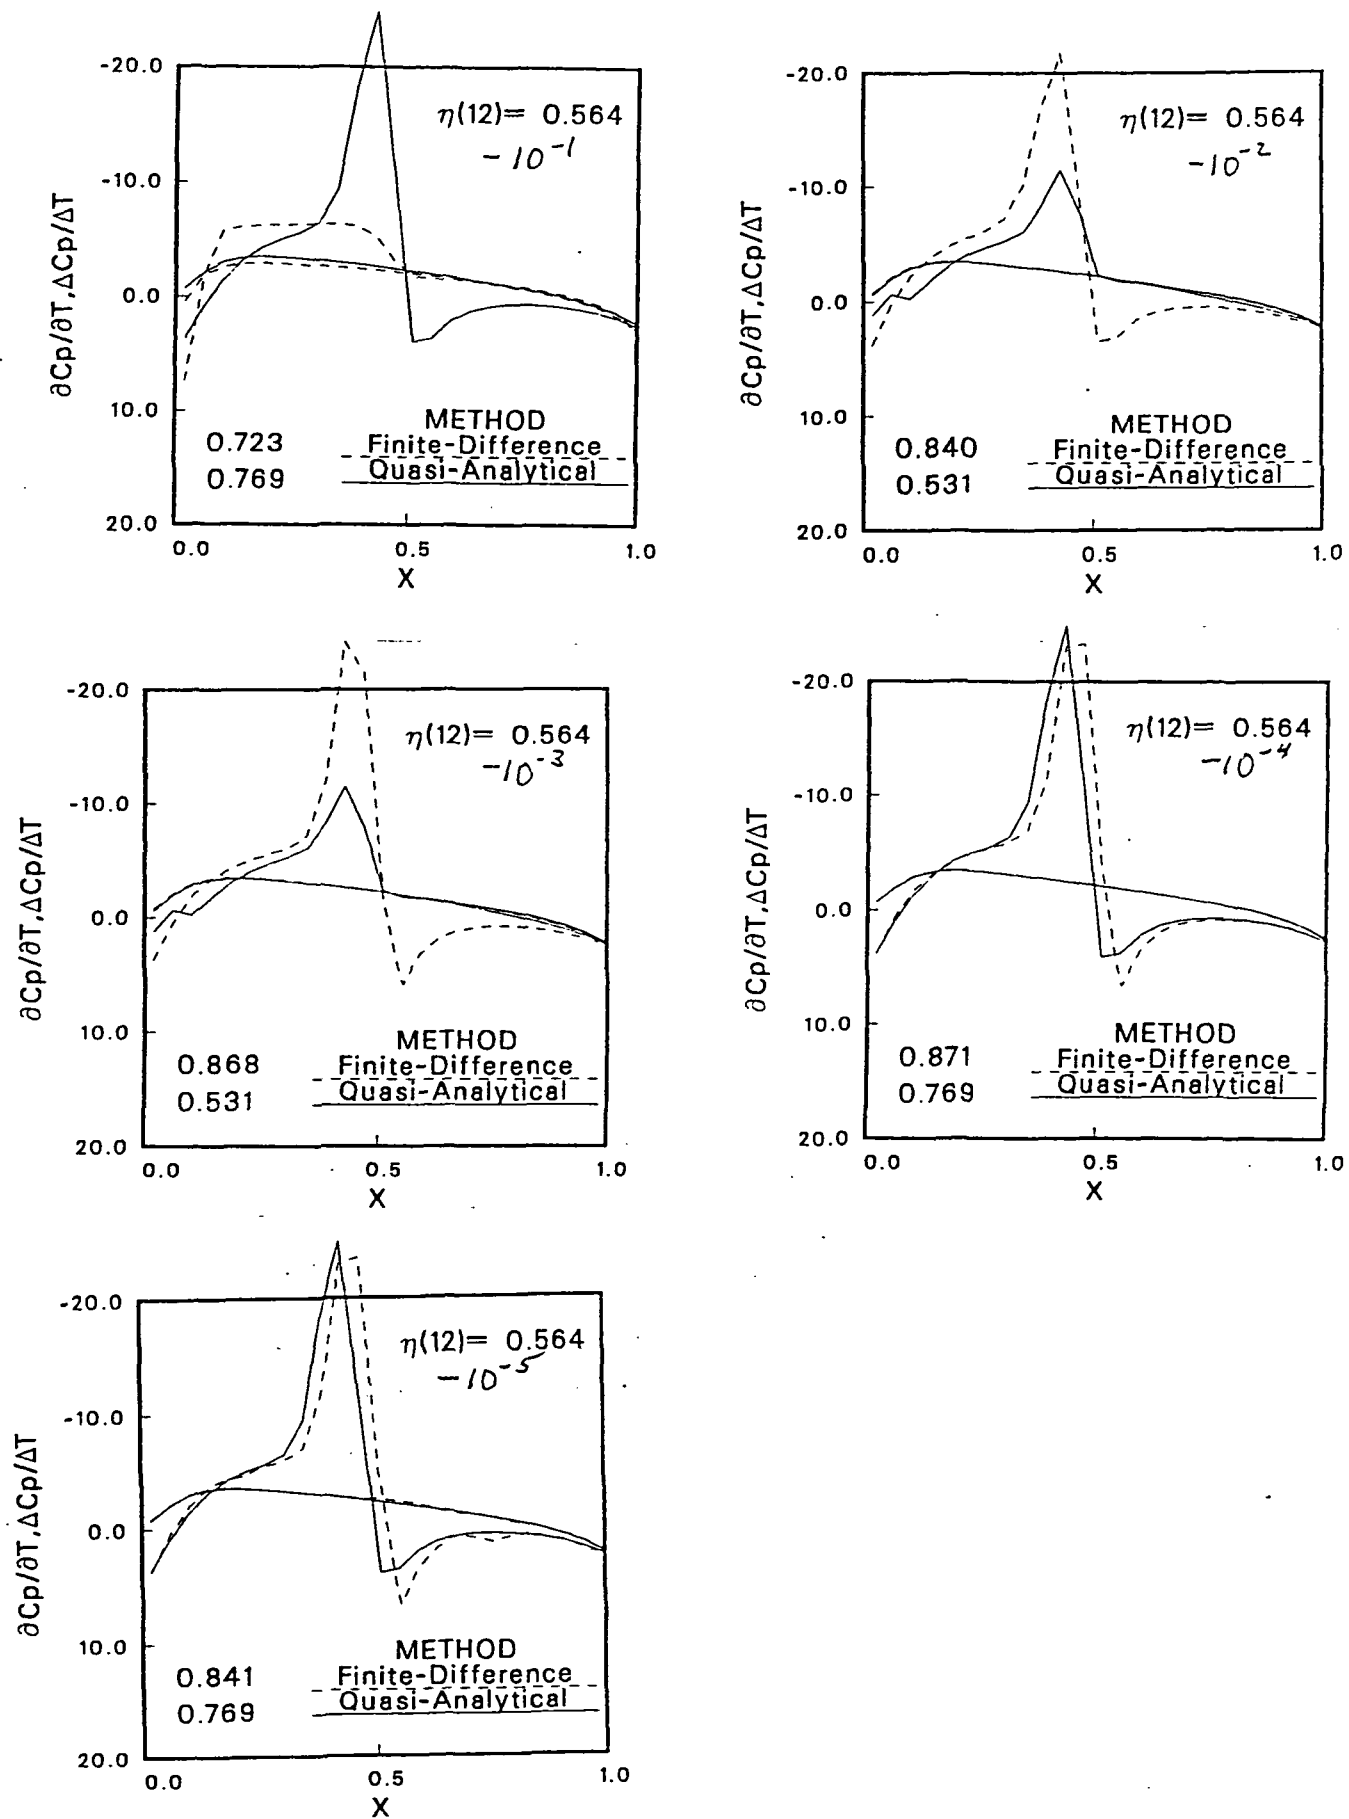 -20.0
η(12)= 0.564
-10⁻¹
-10.0
∂Cp/∂T, ΔCp/ΔT
0.0
10.0
METHOD
0.723 Finite-Difference
0.769 Quasi-Analytical
20.0
0.0 0.5 1.0
X
-20.0
η(12)= 0.564
-10⁻²
-10.0
∂Cp/∂T, ΔCp/ΔT
0.0
10.0
METHOD
0.840 Finite-Difference
0.531 Quasi-Analytical
20.0
0.0 0.5 1.0
X
-20.0
η(12)= 0.564
-10⁻³
-10.0
∂Cp/∂T, ΔCp/ΔT
0.0
10.0
METHOD
0.868 Finite-Difference
0.531 Quasi-Analytical
20.0
0.0 0.5 1.0
X
-20.0
η(12)= 0.564
-10⁻⁴
-10.0
∂Cp/∂T, ΔCp/ΔT
0.0
10.0
METHOD
0.871 Finite-Difference
0.769 Quasi-Analytical
20.0
0.0 0.5 1.0
X
-20.0
η(12)= 0.564
-10⁻⁵
-10.0
∂Cp/∂T, ΔCp/ΔT
0.0
10.0
METHOD
0.841 Finite-Difference
0.769 Quasi-Analytical
20.0
0.0 0.5 1.0
X